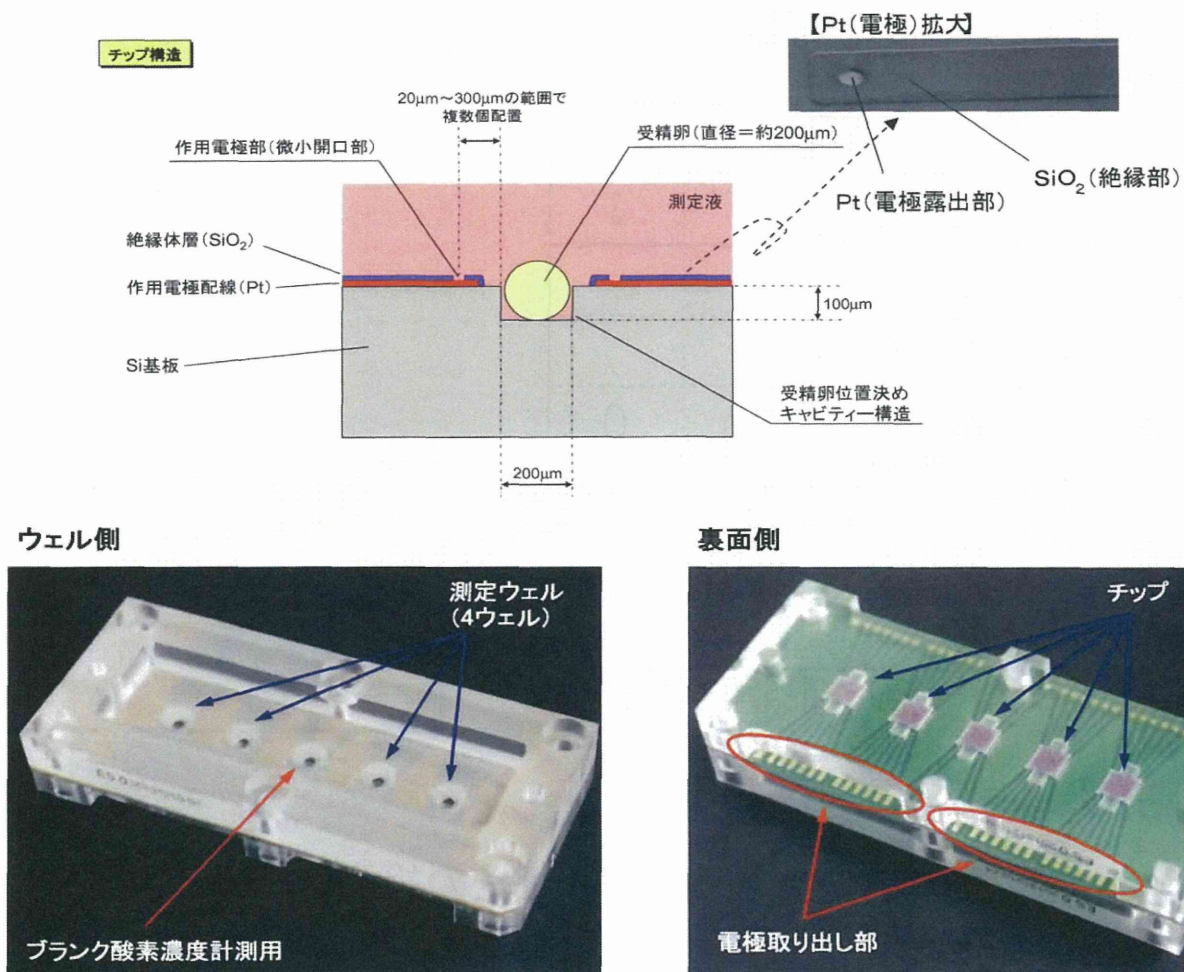 【Pt(電極)拡大】
チップ構造
20μm～300μmの範囲で
複数個配置
作用電極部(微小開口部)
受精卵(直径＝約200μm)
SiO₂(絶縁部)
Pt(電極露出部)
測定液
絶縁体層(SiO₂)
作用電極配線(Pt)
100μm
Si基板
受精卵位置決め
キャビティー構造
200μm
ウェル側
裏面側
測定ウェル
(4ウェル)
チップ
ブランク酸素濃度計測用
電極取り出し部